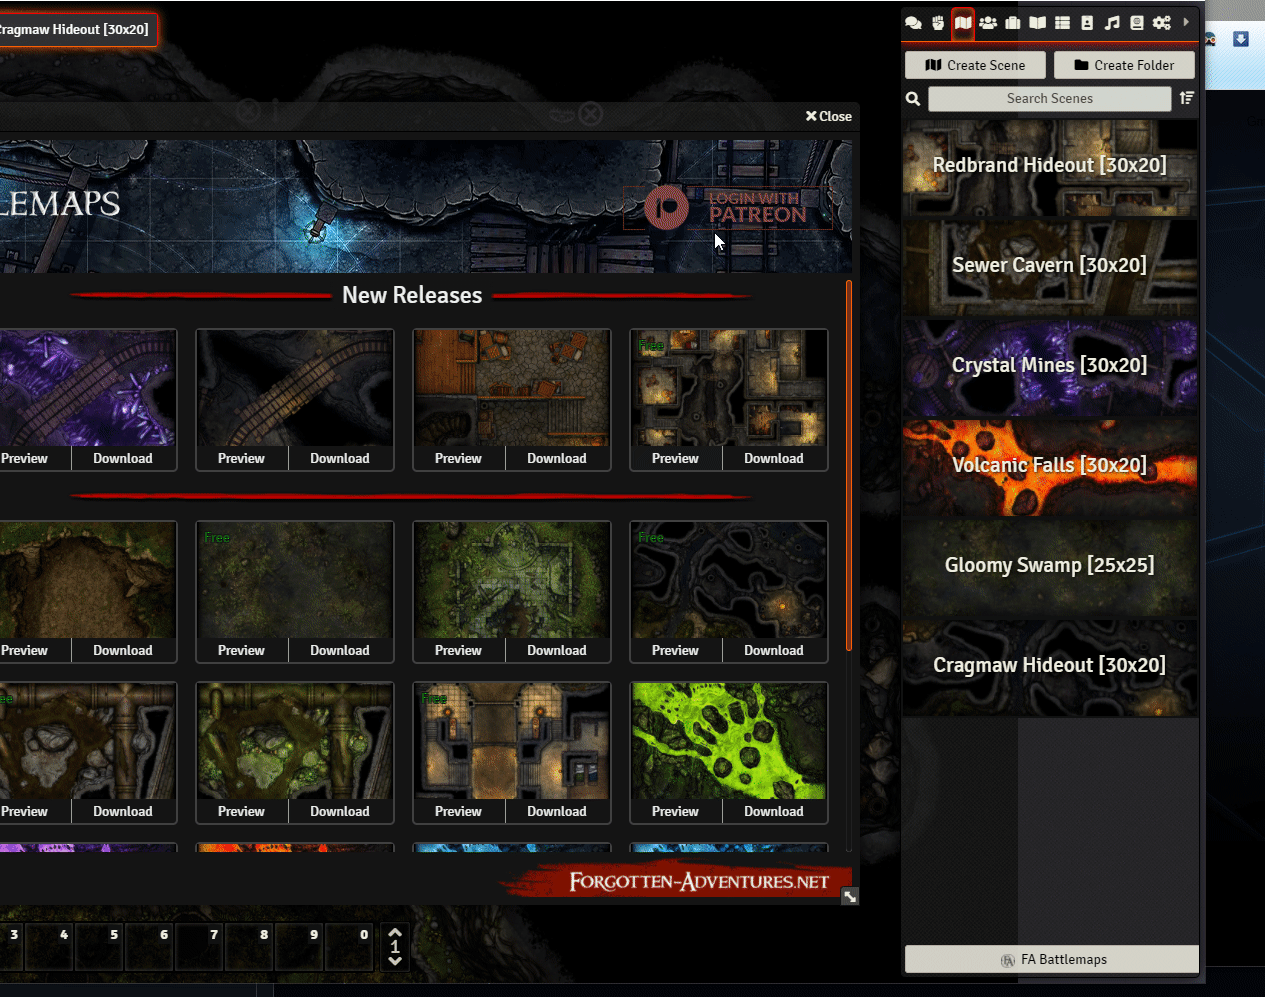 Cragmaw Hideout [30x20]
Close
LEMAPS
LOGIN WITH
PATREON
New Releases
Free
Preview Download Preview Download Preview Download Preview Download
Free Free
Preview Download Preview Download Preview Download Preview Download
ee Free
Preview Download Preview Download Preview Download Preview Download
FORGOTTEN-ADVENTURES.NET
3 4 5 6 7 8 9 0
1
Create Scene Create Folder
Search Scenes
Redbrand Hideout [30x20]
Sewer Cavern [30x20]
Crystal Mines [30x20]
Volcanic Falls [30x20]
Gloomy Swamp [25x25]
Cragmaw Hideout [30x20]
FA Battlemaps